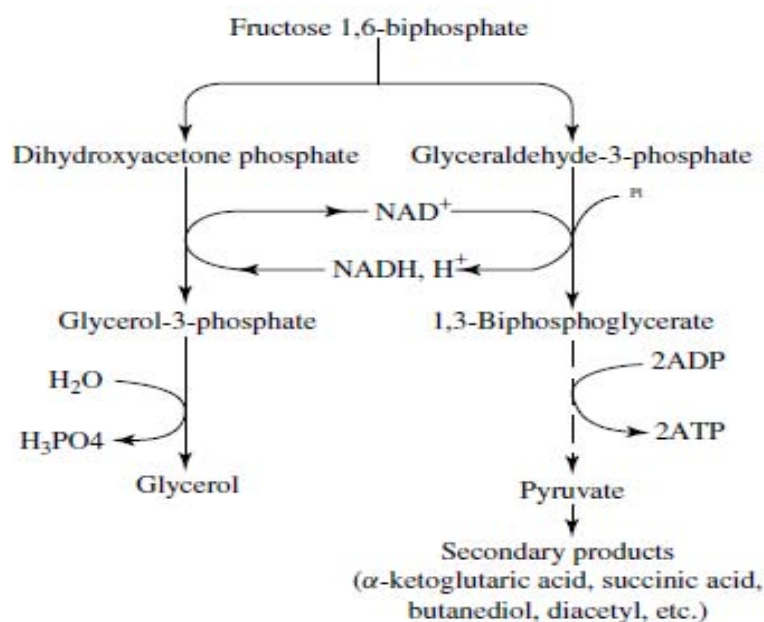 Fructose 1,6-biphosphate
Dihydroxyacetone phosphate
Glyceraldehyde-3-phosphate
Pi
NAD⁺
NADH, H⁺
Glycerol-3-phosphate
1,3-Biphosphoglycerate
H₂O
2ADP
H₃PO4
2ATP
Glycerol
Pyruvate
Secondary products
(α-ketoglutaric acid, succinic acid,
butanediol, diacetyl, etc.)